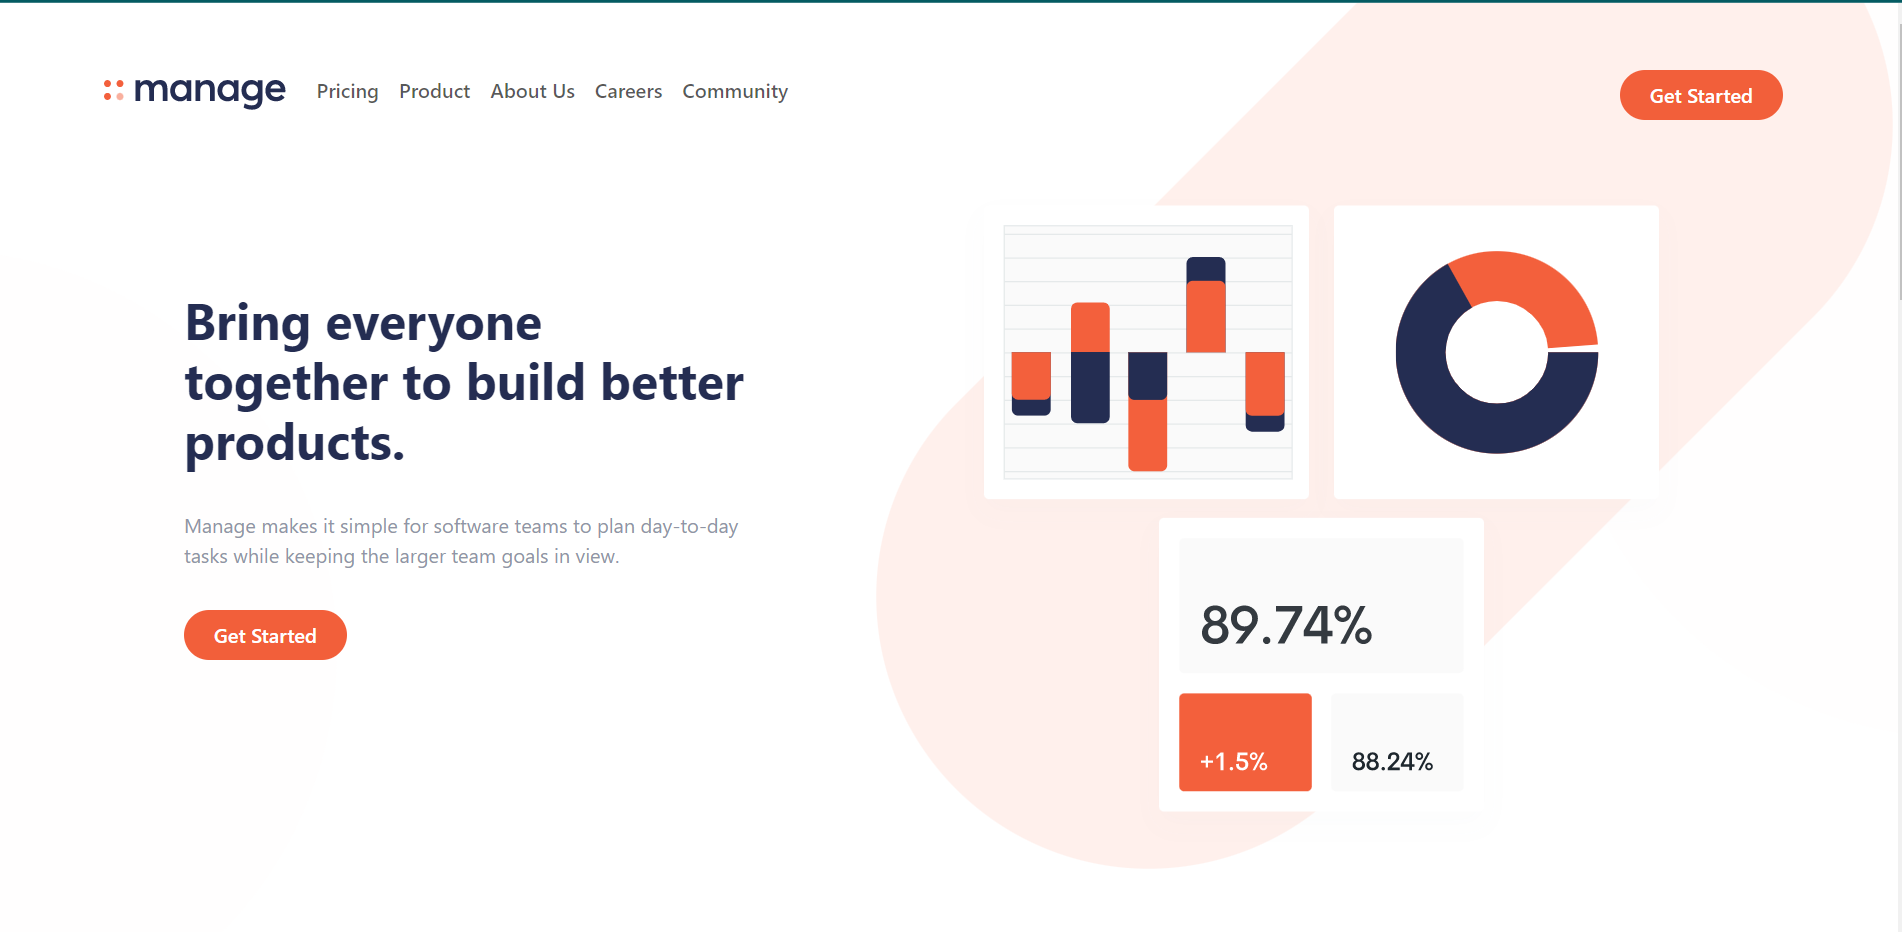 manage
Pricing Product About Us Careers Community
Get Started
Bring everyone
together to build better
products.
Manage makes it simple for software teams to plan day-to-day
tasks while keeping the larger team goals in view.
Get Started
89.74%
+1.5%
88.24%